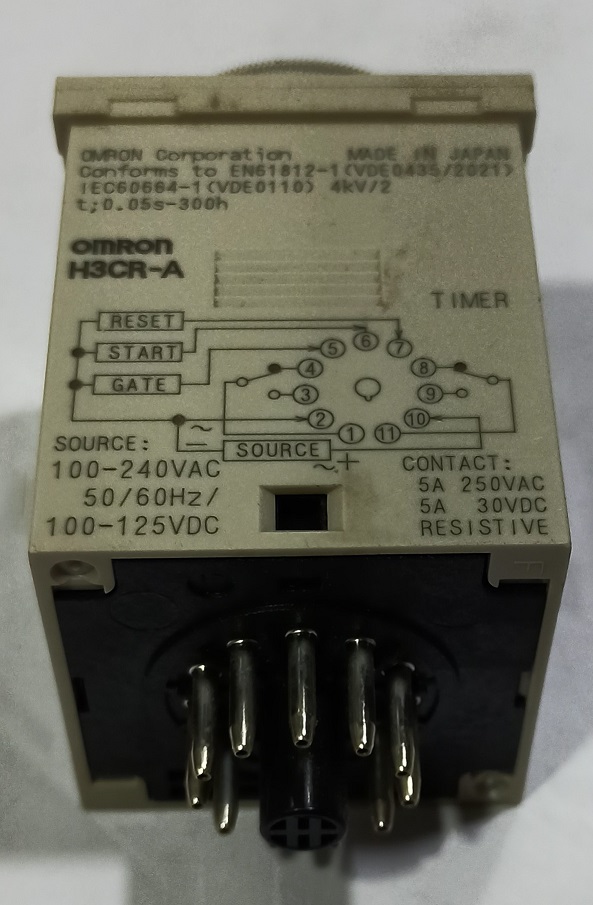 OMRON Corporation MADE IN JAPAN
Conforms to EN61812-1(VDE0435/2021)
IEC60664-1(VDE0110) 4kV/2
t;0.05s-300h
omron
H3CR-A
TIMER
RESET
START
GATE
5 6 7
4 8
3 9
2 10
1 11
~
− SOURCE
~,+
SOURCE:
100-240VAC
50/60Hz/
100-125VDC
CONTACT:
5A 250VAC
5A 30VDC
RESISTIVE